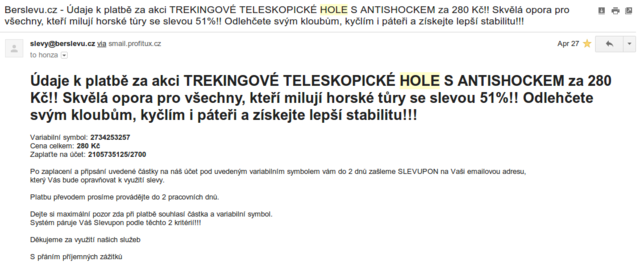 Berslevu.cz - Údaje k platbě za akci TREKINGOVÉ TELESKOPICKÉ HOLE S ANTISHOCKEM za 280 Kč!! Skvělá opora pro
všechny, kteří milují horské túry se slevou 51%!! Odlehčete svým kloubům, kyčlím i páteři a získejte lepší stabilitu!!!
slevy@berslevu.cz via smail.profitux.cz
Apr 27
to honza
Údaje k platbě za akci TREKINGOVÉ TELESKOPICKÉ HOLE S ANTISHOCKEM za 280
Kč!! Skvělá opora pro všechny, kteří milují horské túry se slevou 51%!! Odlehčete
svým kloubům, kyčlím i páteři a získejte lepší stabilitu!!!
Variabilní symbol: 2734253257
Cena celkem: 280 Kč
Zaplaťte na účet: 2105735125/2700
Po zaplacení a připsání uvedené částky na náš účet pod uvedeným variabilním symbolem vám do 2 dnů zašleme SLEVUPON na Vaši emailovou adresu,
který Vás bude opravňovat k využití slevy.
Platbu převodem prosíme provádějte do 2 pracovních dnů.
Dejte si maximální pozor zda při platbě souhlasí částka a variabilní symbol.
Systém páruje Váš Slevupon podle těchto 2 kritérií!!!
Děkujeme za využití našich služeb
S přáním příjemných zážitků